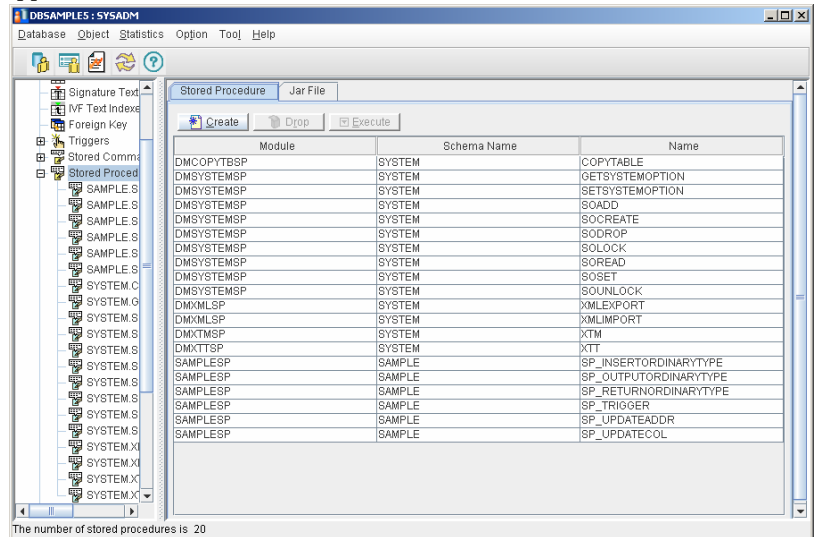 DBSAMPLE5 : SYSADM
Database Object Statistics Option Tool Help
Signature Text
IVF Text Indexe
Foreign Key
Triggers
Stored Comma
Stored Proced
SAMPLE.S
SAMPLE.S
SAMPLE.S
SAMPLE.S
SAMPLE.S
SAMPLE.S
SYSTEM.C
SYSTEM.G
SYSTEM.S
SYSTEM.S
SYSTEM.S
SYSTEM.S
SYSTEM.S
SYSTEM.S
SYSTEM.S
SYSTEM.S
SYSTEM.XI
SYSTEM.XI
SYSTEM.X
SYSTEM.X
Stored Procedure Jar File
Create Drop Execute
Module Schema Name Name
DMCOPYTBSP SYSTEM COPYTABLE
DMSYSTEMSP SYSTEM GETSYSTEMOPTION
DMSYSTEMSP SYSTEM SETSYSTEMOPTION
DMSYSTEMSP SYSTEM SOADD
DMSYSTEMSP SYSTEM SOCREATE
DMSYSTEMSP SYSTEM SODROP
DMSYSTEMSP SYSTEM SOLOCK
DMSYSTEMSP SYSTEM SOREAD
DMSYSTEMSP SYSTEM SOSET
DMSYSTEMSP SYSTEM SOUNLOCK
DMXMLSP SYSTEM XMLEXPORT
DMXMLSP SYSTEM XMLIMPORT
DMXTMSP SYSTEM XTM
DMXTTSP SYSTEM XTT
SAMPLESP SAMPLE SP_INSERTORDINARYTYPE
SAMPLESP SAMPLE SP_OUTPUTORDINARYTYPE
SAMPLESP SAMPLE SP_RETURNORDINARYTYPE
SAMPLESP SAMPLE SP_TRIGGER
SAMPLESP SAMPLE SP_UPDATEADDR
SAMPLESP SAMPLE SP_UPDATECOL
The number of stored procedures is 20